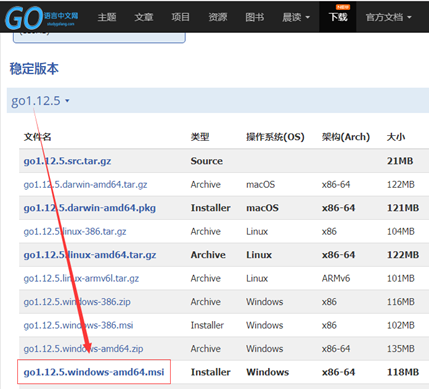 GO 语言中文网
studygolang.com
主题 文章 项目 资源 图书 晨读 下载 官方文档
稳定版本
go1.12.5
文件名 类型 操作系统(OS) 架构(Arch) 大小
go1.12.5.src.tar.gz Source 21MB
go1.12.5.darwin-amd64.tar.gz Archive macOS x86-64 122MB
go1.12.5.darwin-amd64.pkg Installer macOS x86-64 121MB
go1.12.5.linux-386.tar.gz Archive Linux x86 104MB
go1.12.5.linux-amd64.tar.gz Archive Linux x86-64 122MB
go1.12.5.linux-armv6l.tar.gz Archive Linux ARMv6 101MB
go1.12.5.windows-386.zip Archive Windows x86 116MB
go1.12.5.windows-386.msi Installer Windows x86 102MB
go1.12.5.windows-amd64.zip Archive Windows x86-64 135MB
go1.12.5.windows-amd64.msi Installer Windows x86-64 118MB